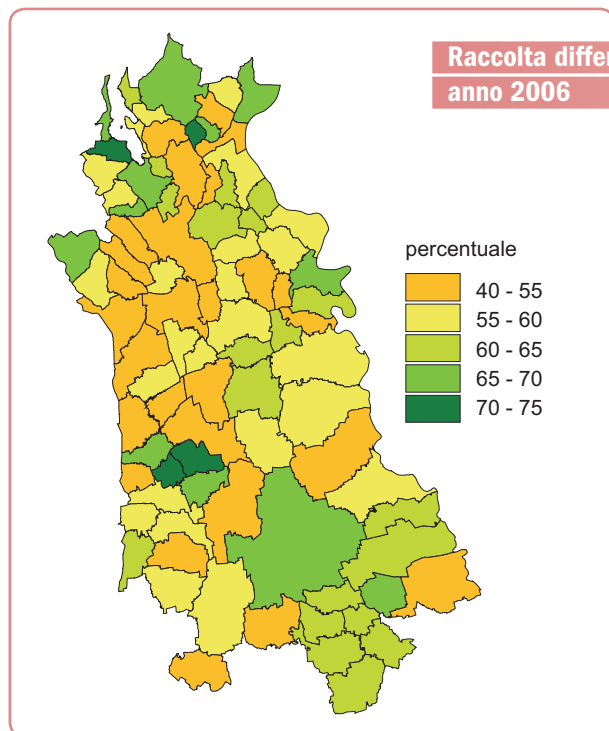 Raccolta differ
anno 2006
percentuale
40 - 55
55 - 60
60 - 65
65 - 70
70 - 75